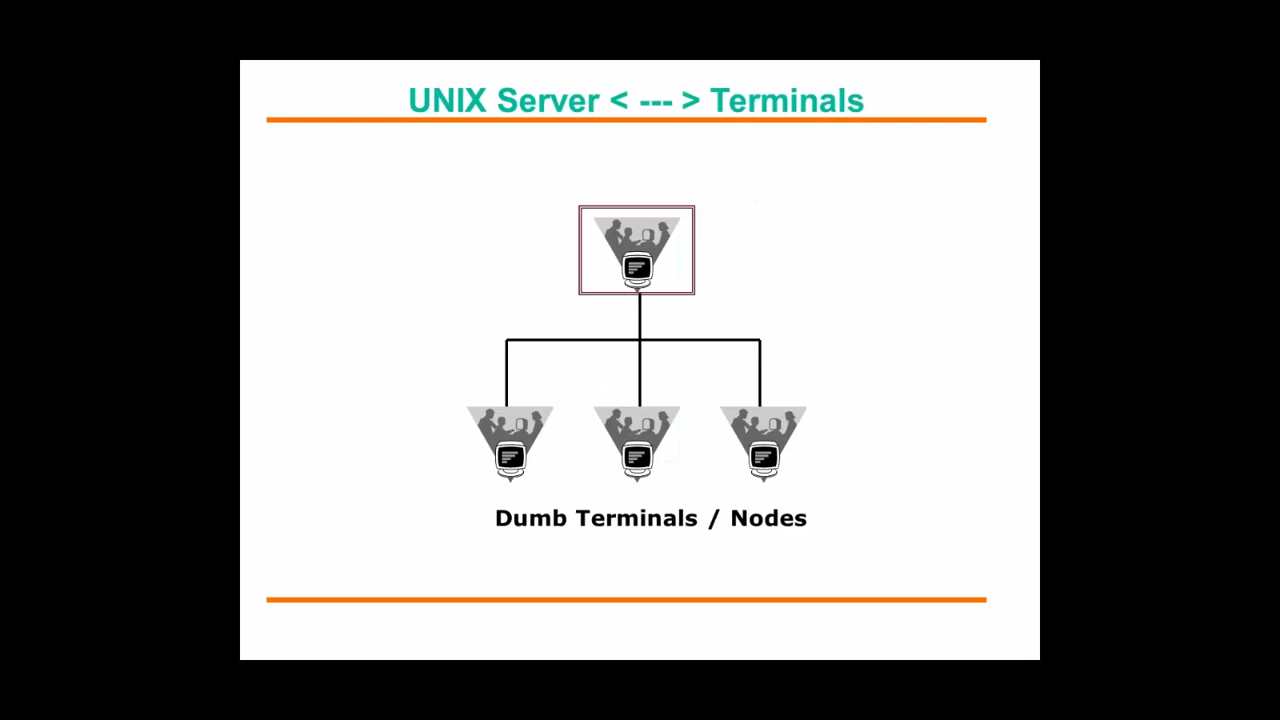 UNIX Server < --- > Terminals
Dumb Terminals / Nodes